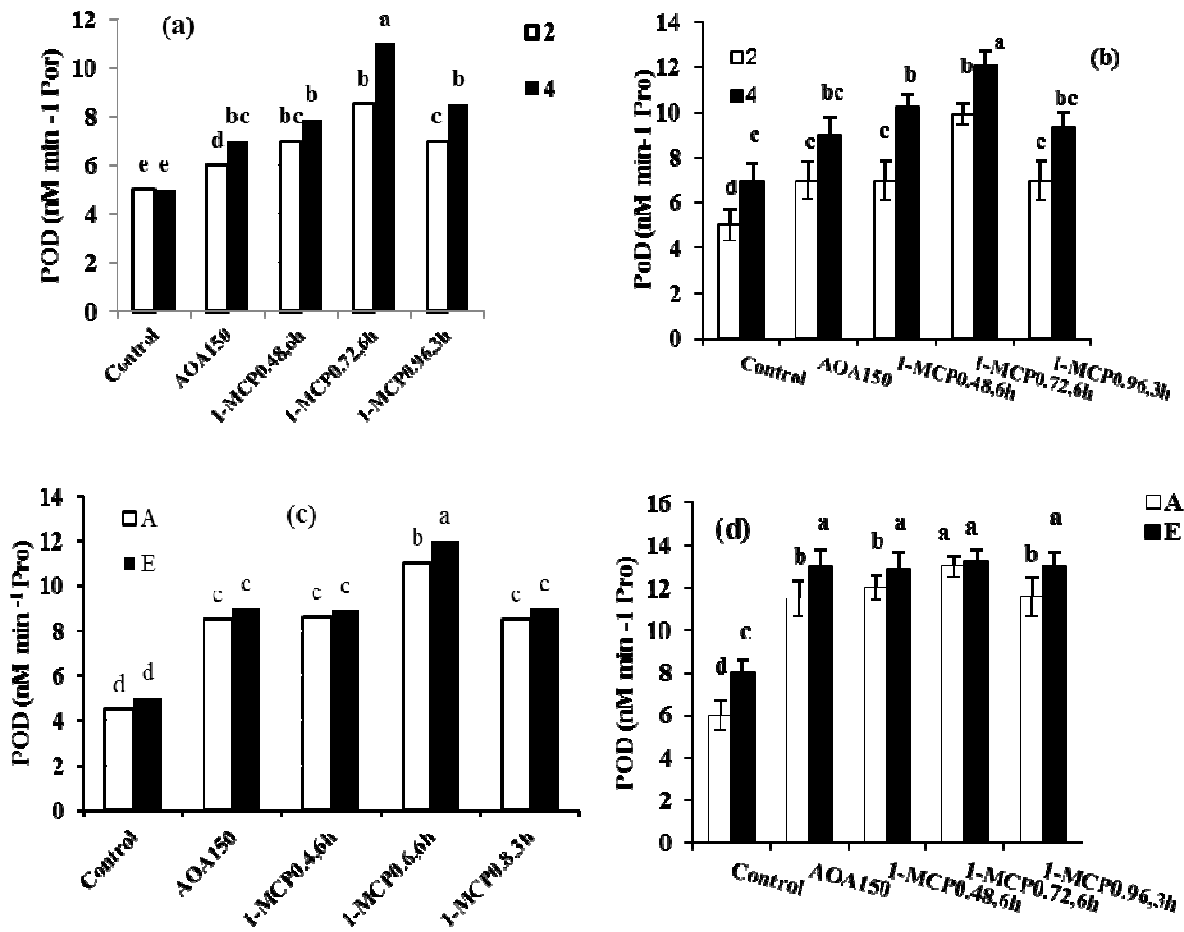 (a)
2
4
POD (nM min -1 Por)
12
10
8
6
4
2
0
e e d bc bc b b a c b
Control
AOA150
1-MCP0.48,6h
1-MCP0.72,6h
1-MCP0.96,3h
(b)
2
4
PoD (nM min-1 Pro)
14
12
10
8
6
4
2
0
d c c bc c b b a c bc
Control
AOA150
1-MCP0.48,6h
1-MCP0.72,6h
1-MCP0.96,3h
(c)
A
E
POD (nM min -1Pro)
14
12
10
8
6
4
2
0
d d c c c c b a c c
Control
AOA150
1-MCP0.4,6h
1-MCP0.6,6h
1-MCP0.8,3h
(d)
A
E
POD (nM min -1 Pro)
16
14
12
10
8
6
4
2
0
d c b a b a a a b a
Control
AOA150
1-MCP0.48,6h
1-MCP0.72,6h
1-MCP0.96,3h